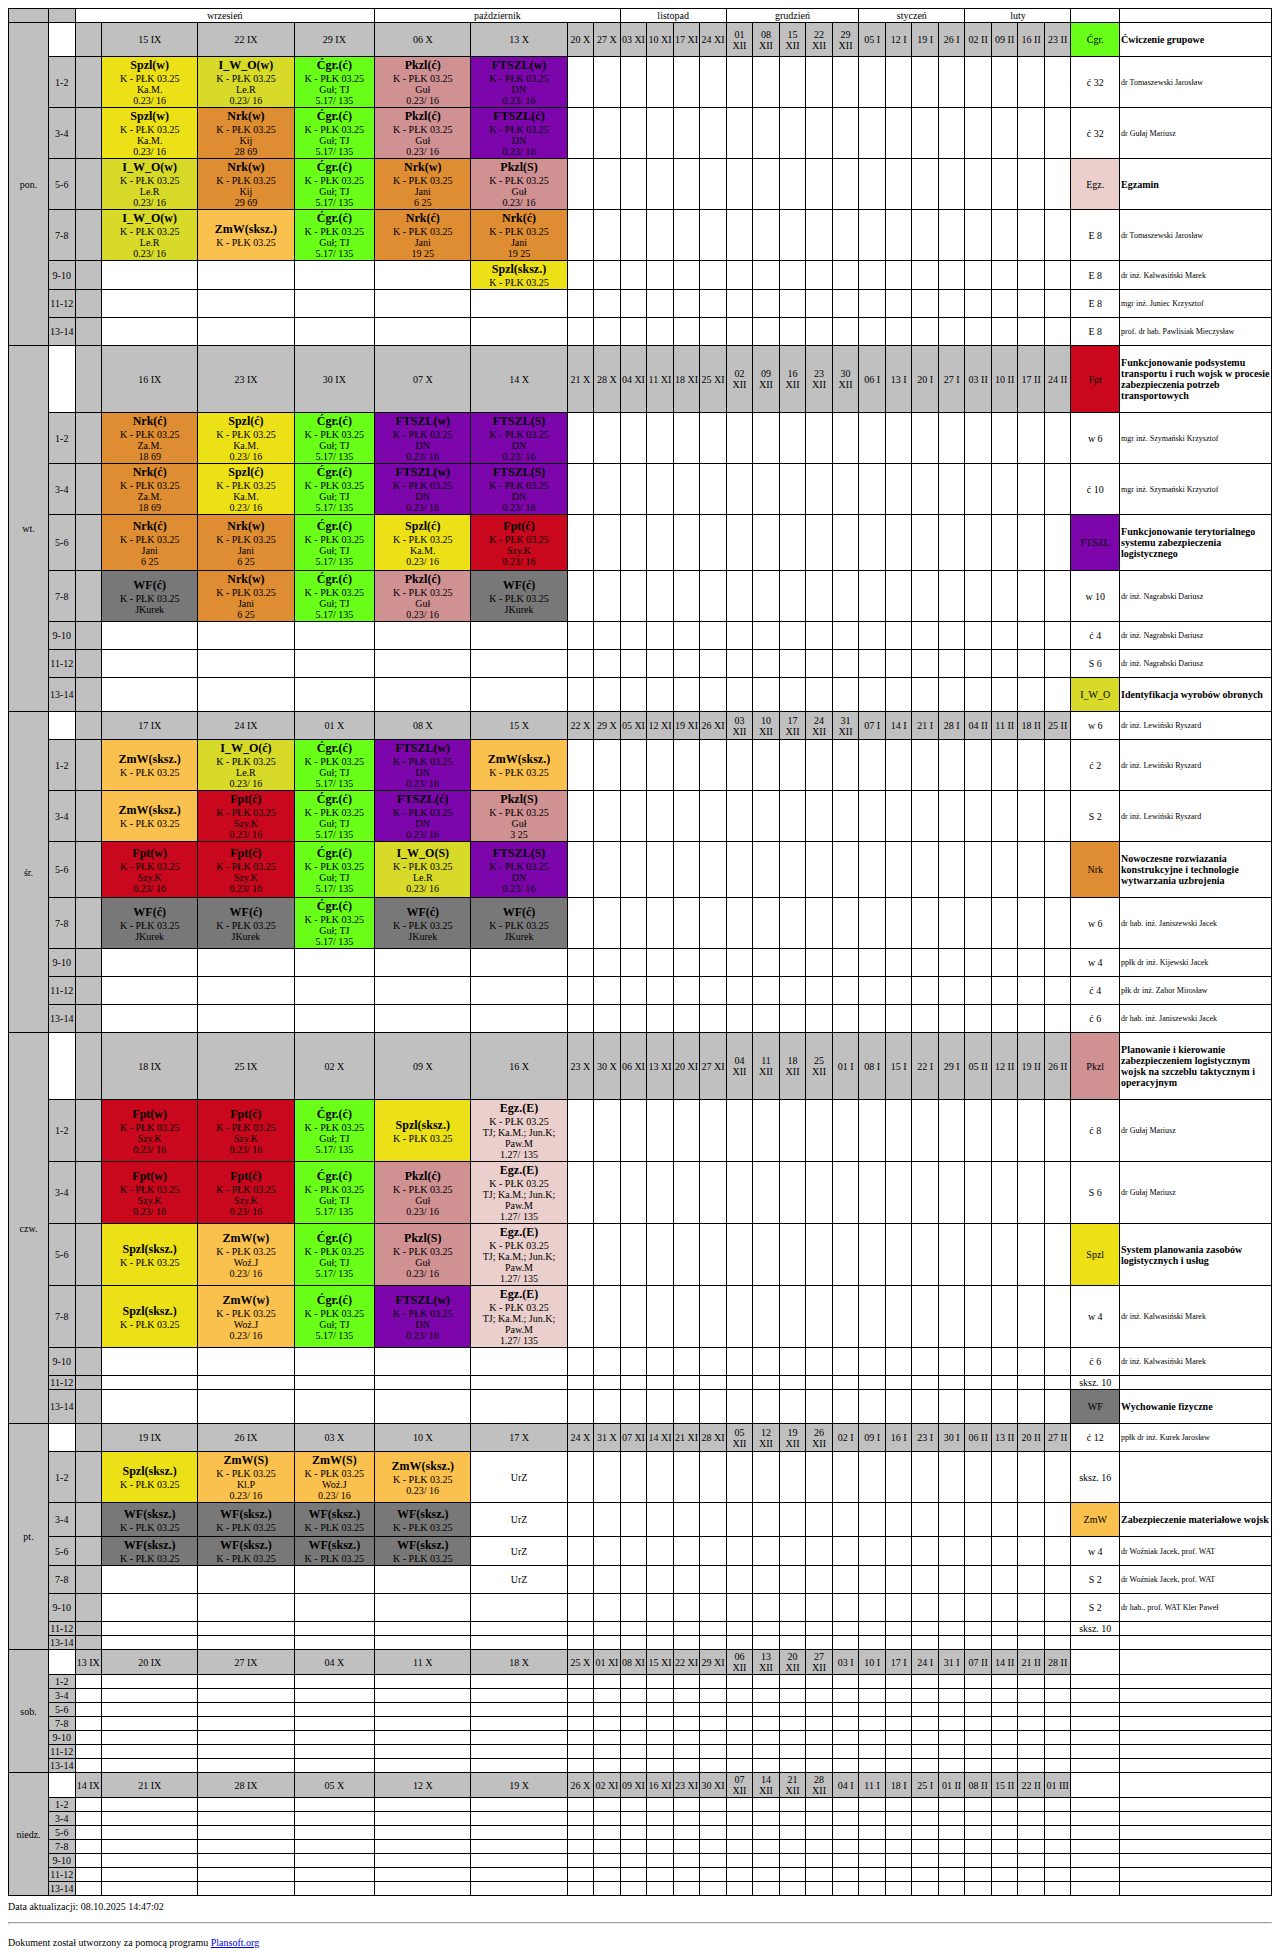 wrzesień październik listopad grudzień styczeń luty
pon. 15 IX 22 IX 29 IX 06 X 13 X 20 X 27 X 03 XI 10 XI 17 XI 24 XI 01 XII 08 XII 15 XII 22 XII 29 XII 05 I 12 I 19 I 26 I 02 II 09 II 16 II 23 II Ćgr. Ćwiczenie grupowe
1-2 Spzl(w) K - PŁK 03.25 Ka.M. 0.23/ 16 I_W_O(w) K - PŁK 03.25 Le.R 0.23/ 16 Ćgr.(ć) K - PŁK 03.25 Guł; TJ 5.17/ 135 Pkzl(ć) K - PŁK 03.25 Guł 0.23/ 16 FTSZL(w) K - PŁK 03.25 DN 0.23/ 16 ć 32 dr Tomaszewski Jarosław
3-4 Spzl(w) K - PŁK 03.25 Ka.M. 0.23/ 16 Nrk(w) K - PŁK 03.25 Kij 28 69 Ćgr.(ć) K - PŁK 03.25 Guł; TJ 5.17/ 135 Pkzl(ć) K - PŁK 03.25 Guł 0.23/ 16 FTSZL(ć) K - PŁK 03.25 DN 0.23/ 16 ć 32 dr Gułaj Mariusz
5-6 I_W_O(w) K - PŁK 03.25 Le.R 0.23/ 16 Nrk(w) K - PŁK 03.25 Kij 29 69 Ćgr.(ć) K - PŁK 03.25 Guł; TJ 5.17/ 135 Nrk(w) K - PŁK 03.25 Jani 6 25 Pkzl(S) K - PŁK 03.25 Guł 0.23/ 16 Egz. Egzamin
7-8 I_W_O(w) K - PŁK 03.25 Le.R 0.23/ 16 ZmW(sksz.) K - PŁK 03.25 Ćgr.(ć) K - PŁK 03.25 Guł; TJ 5.17/ 135 Nrk(ć) K - PŁK 03.25 Jani 19 25 Nrk(ć) K - PŁK 03.25 Jani 19 25 E 8 dr Tomaszewski Jarosław
9-10 Spzl(sksz.) K - PŁK 03.25 E 8 dr inż. Kalwasiński Marek
11-12 E 8 mgr inż. Juniec Krzysztof
13-14 E 8 prof. dr hab. Pawlisiak Mieczysław
wt. 16 IX 23 IX 30 IX 07 X 14 X 21 X 28 X 04 XI 11 XI 18 XI 25 XI 02 XII 09 XII 16 XII 23 XII 30 XII 06 I 13 I 20 I 27 I 03 II 10 II 17 II 24 II Fpt Funkcjonowanie podsystemu transportu i ruch wojsk w procesie zabezpieczenia potrzeb transportowych
1-2 Nrk(ć) K - PŁK 03.25 Za.M. 18 69 Spzl(ć) K - PŁK 03.25 Ka.M. 0.23/ 16 Ćgr.(ć) K - PŁK 03.25 Guł; TJ 5.17/ 135 FTSZL(w) K - PŁK 03.25 DN 0.23/ 16 FTSZL(S) K - PŁK 03.25 DN 0.23/ 16 w 6 mgr inż. Szymański Krzysztof
3-4 Nrk(ć) K - PŁK 03.25 Za.M. 18 69 Spzl(ć) K - PŁK 03.25 Ka.M. 0.23/ 16 Ćgr.(ć) K - PŁK 03.25 Guł; TJ 5.17/ 135 FTSZL(w) K - PŁK 03.25 DN 0.23/ 16 FTSZL(S) K - PŁK 03.25 DN 0.23/ 16 ć 10 mgr inż. Szymański Krzysztof
5-6 Nrk(ć) K - PŁK 03.25 Jani 6 25 Nrk(w) K - PŁK 03.25 Jani 6 25 Ćgr.(ć) K - PŁK 03.25 Guł; TJ 5.17/ 135 Spzl(ć) K - PŁK 03.25 Ka.M. 0.23/ 16 Fpt(ć) K - PŁK 03.25 Szy.K 0.23/ 16 FTSZL Funkcjonowanie terytorialnego systemu zabezpieczenia logistycznego
7-8 WF(ć) K - PŁK 03.25 JKurek Nrk(w) K - PŁK 03.25 Jani 6 25 Ćgr.(ć) K - PŁK 03.25 Guł; TJ 5.17/ 135 Pkzl(ć) K - PŁK 03.25 Guł 0.23/ 16 WF(ć) K - PŁK 03.25 JKurek w 10 dr inż. Nagrabski Dariusz
9-10 ć 4 dr inż. Nagrabski Dariusz
11-12 S 6 dr inż. Nagrabski Dariusz
13-14 I_W_O Identyfikacja wyrobów obronych
śr. 17 IX 24 IX 01 X 08 X 15 X 22 X 29 X 05 XI 12 XI 19 XI 26 XI 03 XII 10 XII 17 XII 24 XII 31 XII 07 I 14 I 21 I 28 I 04 II 11 II 18 II 25 II w 6 dr inż. Lewiński Ryszard
1-2 ZmW(sksz.) K - PŁK 03.25 I_W_O(ć) K - PŁK 03.25 Le.R 0.23/ 16 Ćgr.(ć) K - PŁK 03.25 Guł; TJ 5.17/ 135 FTSZL(w) K - PŁK 03.25 DN 0.23/ 16 ZmW(sksz.) K - PŁK 03.25 ć 2 dr inż. Lewiński Ryszard
3-4 ZmW(sksz.) K - PŁK 03.25 Fpt(ć) K - PŁK 03.25 Szy.K 0.23/ 16 Ćgr.(ć) K - PŁK 03.25 Guł; TJ 5.17/ 135 FTSZL(ć) K - PŁK 03.25 DN 0.23/ 16 Pkzl(S) K - PŁK 03.25 Guł 3 25 S 2 dr inż. Lewiński Ryszard
5-6 Fpt(w) K - PŁK 03.25 Szy.K 0.23/ 16 Fpt(ć) K - PŁK 03.25 Szy.K 0.23/ 16 Ćgr.(ć) K - PŁK 03.25 Guł; TJ 5.17/ 135 I_W_O(S) K - PŁK 03.25 Le.R 0.23/ 16 FTSZL(S) K - PŁK 03.25 DN 0.23/ 16 Nrk Nowoczesne rozwiazania konstrukcyjne i technologie wytwarzania uzbrojenia
7-8 WF(ć) K - PŁK 03.25 JKurek WF(ć) K - PŁK 03.25 JKurek Ćgr.(ć) K - PŁK 03.25 Guł; TJ 5.17/ 135 WF(ć) K - PŁK 03.25 JKurek WF(ć) K - PŁK 03.25 JKurek w 6 dr hab. inż. Janiszewski Jacek
9-10 w 4 ppłk dr inż. Kijewski Jacek
11-12 ć 4 płk dr inż. Zahor Mirosław
13-14 ć 6 dr hab. inż. Janiszewski Jacek
czw. 18 IX 25 IX 02 X 09 X 16 X 23 X 30 X 06 XI 13 XI 20 XI 27 XI 04 XII 11 XII 18 XII 25 XII 01 I 08 I 15 I 22 I 29 I 05 II 12 II 19 II 26 II Pkzl Planowanie i kierowanie zabezpieczeniem logistycznym wojsk na szczeblu taktycznym i operacyjnym
1-2 Fpt(w) K - PŁK 03.25 Szy.K 0.23/ 16 Fpt(ć) K - PŁK 03.25 Szy.K 0.23/ 16 Ćgr.(ć) K - PŁK 03.25 Guł; TJ 5.17/ 135 Spzl(sksz.) K - PŁK 03.25 Egz.(E) K - PŁK 03.25 TJ; Ka.M.; Jun.K; Paw.M 1.27/ 135 ć 8 dr Gułaj Mariusz
3-4 Fpt(w) K - PŁK 03.25 Szy.K 0.23/ 16 Fpt(ć) K - PŁK 03.25 Szy.K 0.23/ 16 Ćgr.(ć) K - PŁK 03.25 Guł; TJ 5.17/ 135 Pkzl(ć) K - PŁK 03.25 Guł 0.23/ 16 Egz.(E) K - PŁK 03.25 TJ; Ka.M.; Jun.K; Paw.M 1.27/ 135 S 6 dr Gułaj Mariusz
5-6 Spzl(sksz.) K - PŁK 03.25 ZmW(w) K - PŁK 03.25 Woź.J 0.23/ 16 Ćgr.(ć) K - PŁK 03.25 Guł; TJ 5.17/ 135 Pkzl(S) K - PŁK 03.25 Guł 0.23/ 16 Egz.(E) K - PŁK 03.25 TJ; Ka.M.; Jun.K; Paw.M 1.27/ 135 Spzl System planowania zasobów logistycznych i usług
7-8 Spzl(sksz.) K - PŁK 03.25 ZmW(w) K - PŁK 03.25 Woź.J 0.23/ 16 Ćgr.(ć) K - PŁK 03.25 Guł; TJ 5.17/ 135 FTSZL(w) K - PŁK 03.25 DN 0.23/ 16 Egz.(E) K - PŁK 03.25 TJ; Ka.M.; Jun.K; Paw.M 1.27/ 135 w 4 dr inż. Kalwasiński Marek
9-10 ć 6 dr inż. Kalwasiński Marek
11-12 sksz. 10
13-14 WF Wychowanie fizyczne
pt. 19 IX 26 IX 03 X 10 X 17 X 24 X 31 X 07 XI 14 XI 21 XI 28 XI 05 XII 12 XII 19 XII 26 XII 02 I 09 I 16 I 23 I 30 I 06 II 13 II 20 II 27 II ć 12 ppłk dr inż. Kurek Jarosław
1-2 Spzl(sksz.) K - PŁK 03.25 ZmW(S) K - PŁK 03.25 Kl.P 0.23/ 16 ZmW(S) K - PŁK 03.25 Woź.J 0.23/ 16 ZmW(sksz.) K - PŁK 03.25 0.23/ 16 UrZ sksz. 16
3-4 WF(sksz.) K - PŁK 03.25 WF(sksz.) K - PŁK 03.25 WF(sksz.) K - PŁK 03.25 WF(sksz.) K - PŁK 03.25 UrZ ZmW Zabezpieczenie materiałowe wojsk
5-6 WF(sksz.) K - PŁK 03.25 WF(sksz.) K - PŁK 03.25 WF(sksz.) K - PŁK 03.25 WF(sksz.) K - PŁK 03.25 UrZ w 4 dr Woźniak Jacek, prof. WAT
7-8 UrZ S 2 dr Woźniak Jacek, prof. WAT
9-10 S 2 dr hab., prof. WAT Kler Paweł
11-12 sksz. 10
13-14
sob. 13 IX 20 IX 27 IX 04 X 11 X 18 X 25 X 01 XI 08 XI 15 XI 22 XI 29 XI 06 XII 13 XII 20 XII 27 XII 03 I 10 I 17 I 24 I 31 I 07 II 14 II 21 II 28 II
1-2
3-4
5-6
7-8
9-10
11-12
13-14
niedz. 14 IX 21 IX 28 IX 05 X 12 X 19 X 26 X 02 XI 09 XI 16 XI 23 XI 30 XI 07 XII 14 XII 21 XII 28 XII 04 I 11 I 18 I 25 I 01 II 08 II 15 II 22 II 01 III
1-2
3-4
5-6
7-8
9-10
11-12
13-14
Data aktualizacji: 08.10.2025 14:47:02
Dokument został utworzony za pomocą programu Plansoft.org